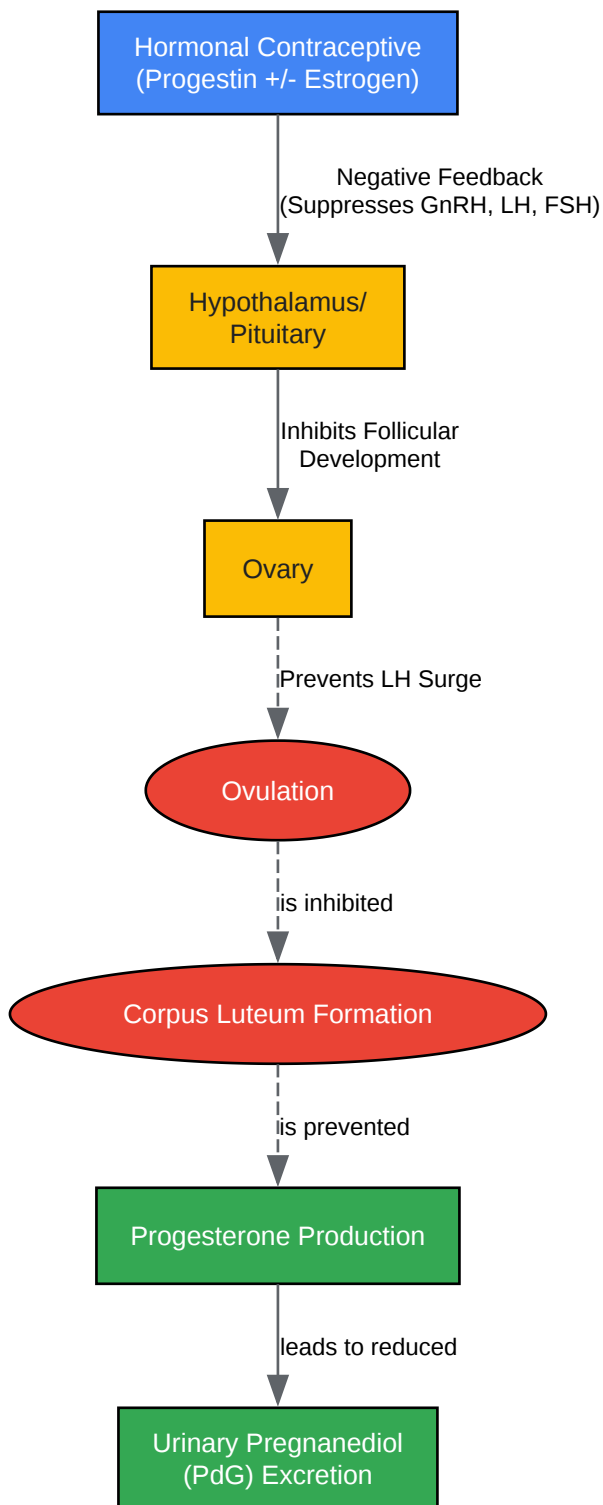 Hormonal Contraceptive
(Progestin +/- Estrogen)
Negative Feedback
(Suppresses GnRH, LH, FSH)
Hypothalamus/
Pituitary
Inhibits Follicular
Development
Ovary
Prevents LH Surge
Ovulation
is inhibited
Corpus Luteum Formation
is prevented
Progesterone Production
leads to reduced
Urinary Pregnanediol
(PdG) Excretion